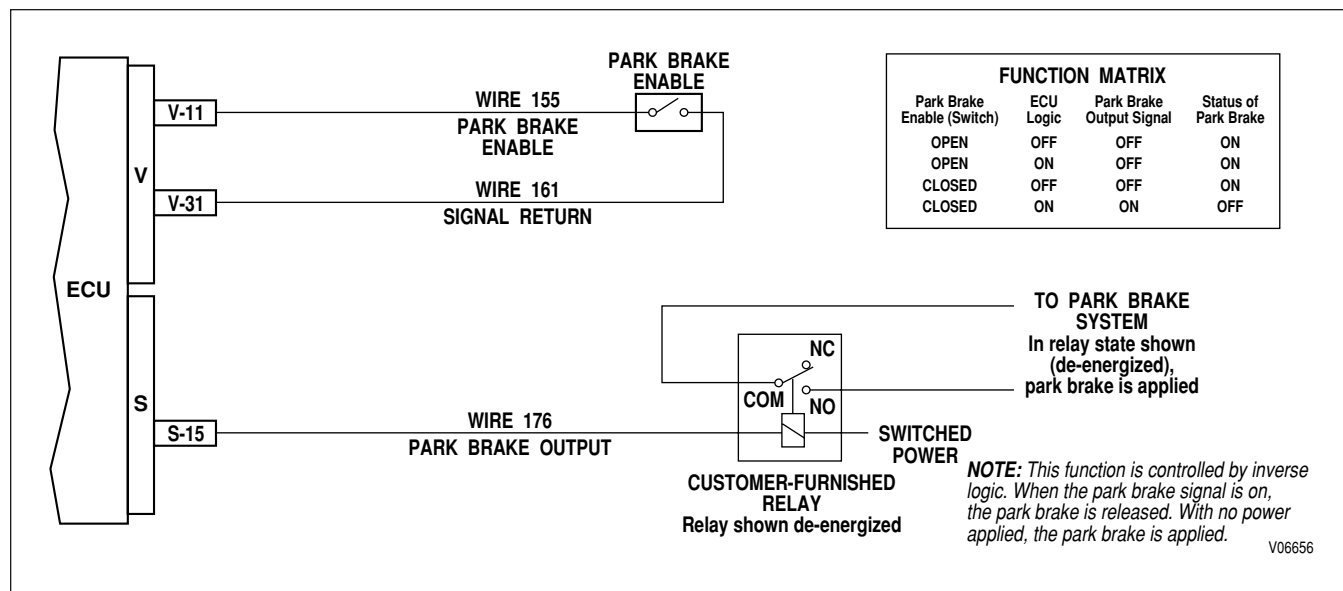 PARK BRAKE
ENABLE
V-11
WIRE 155
PARK BRAKE
ENABLE
V
V-31
WIRE 161
SIGNAL RETURN
ECU
S
S-15
WIRE 176
PARK BRAKE OUTPUT
NC
COM
NO
SWITCHED
POWER
CUSTOMER-FURNISHED
RELAY
Relay shown de-energized
FUNCTION MATRIX
Park Brake ECU Park Brake Status of
Enable (Switch) Logic Output Signal Park Brake
OPEN OFF OFF ON
OPEN ON OFF ON
CLOSED OFF OFF ON
CLOSED ON ON OFF
TO PARK BRAKE
SYSTEM
In relay state shown
(de-energized),
park brake is applied
NOTE: This function is controlled by inverse
logic. When the park brake signal is on,
the park brake is released. With no power
applied, the park brake is applied.
V06656